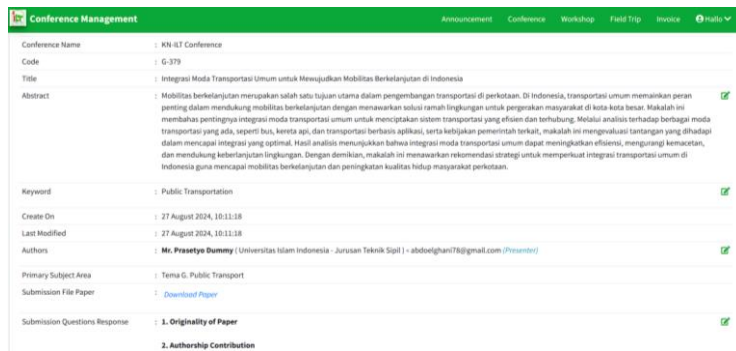 Conference Management
Announcement Conference Workshop Field Trip Invoice Hallo
Conference Name : KN-ILT Conference
Code : G-379
Title : Integrasi Moda Transportasi Umum untuk Mewujudkan Mobilitas Berkelanjutan di Indonesia
Abstract : Mobilitas berkelanjutan merupakan salah satu tujuan utama dalam pengembangan transportasi di perkotaan. Di Indonesia, transportasi umum memainkan peran
penting dalam mendukung mobilitas berkelanjutan dengan menawarkan solusi ramah lingkungan untuk pergerakan masyarakat di kota-kota besar. Makalah ini
membahas pentingnya integrasi moda transportasi umum untuk menciptakan sistem transportasi yang efisien dan terhubung. Melalui analisis terhadap berbagai moda
transportasi yang ada, seperti bus, kereta api, dan transportasi berbasis aplikasi, serta kebijakan pemerintah terkait, makalah ini mengevaluasi tantangan yang dihadapi
dalam mencapai integrasi yang optimal. Hasil analisis menunjukkan bahwa integrasi moda transportasi umum dapat meningkatkan efisiensi, mengurangi kemacetan,
dan mendukung keberlanjutan lingkungan. Dengan demikian, makalah ini menawarkan rekomendasi strategi untuk memperkuat integrasi transportasi umum di
Indonesia guna mencapai mobilitas berkelanjutan dan peningkatan kualitas hidup masyarakat perkotaan.
Keyword : Public Transportation
Create On : 27 August 2024, 10:11:18
Last Modified : 27 August 2024, 10:11:18
Authors : Mr. Prasetyo Dummy ( Universitas Islam Indonesia - Jurusan Teknik Sipil ) - abdoelghani78@gmail.com (Presenter)
Primary Subject Area : Tema G. Public Transport
Submission File Paper : Download Paper
Submission Questions Response : 1. Originality of Paper
2. Authorship Contribution